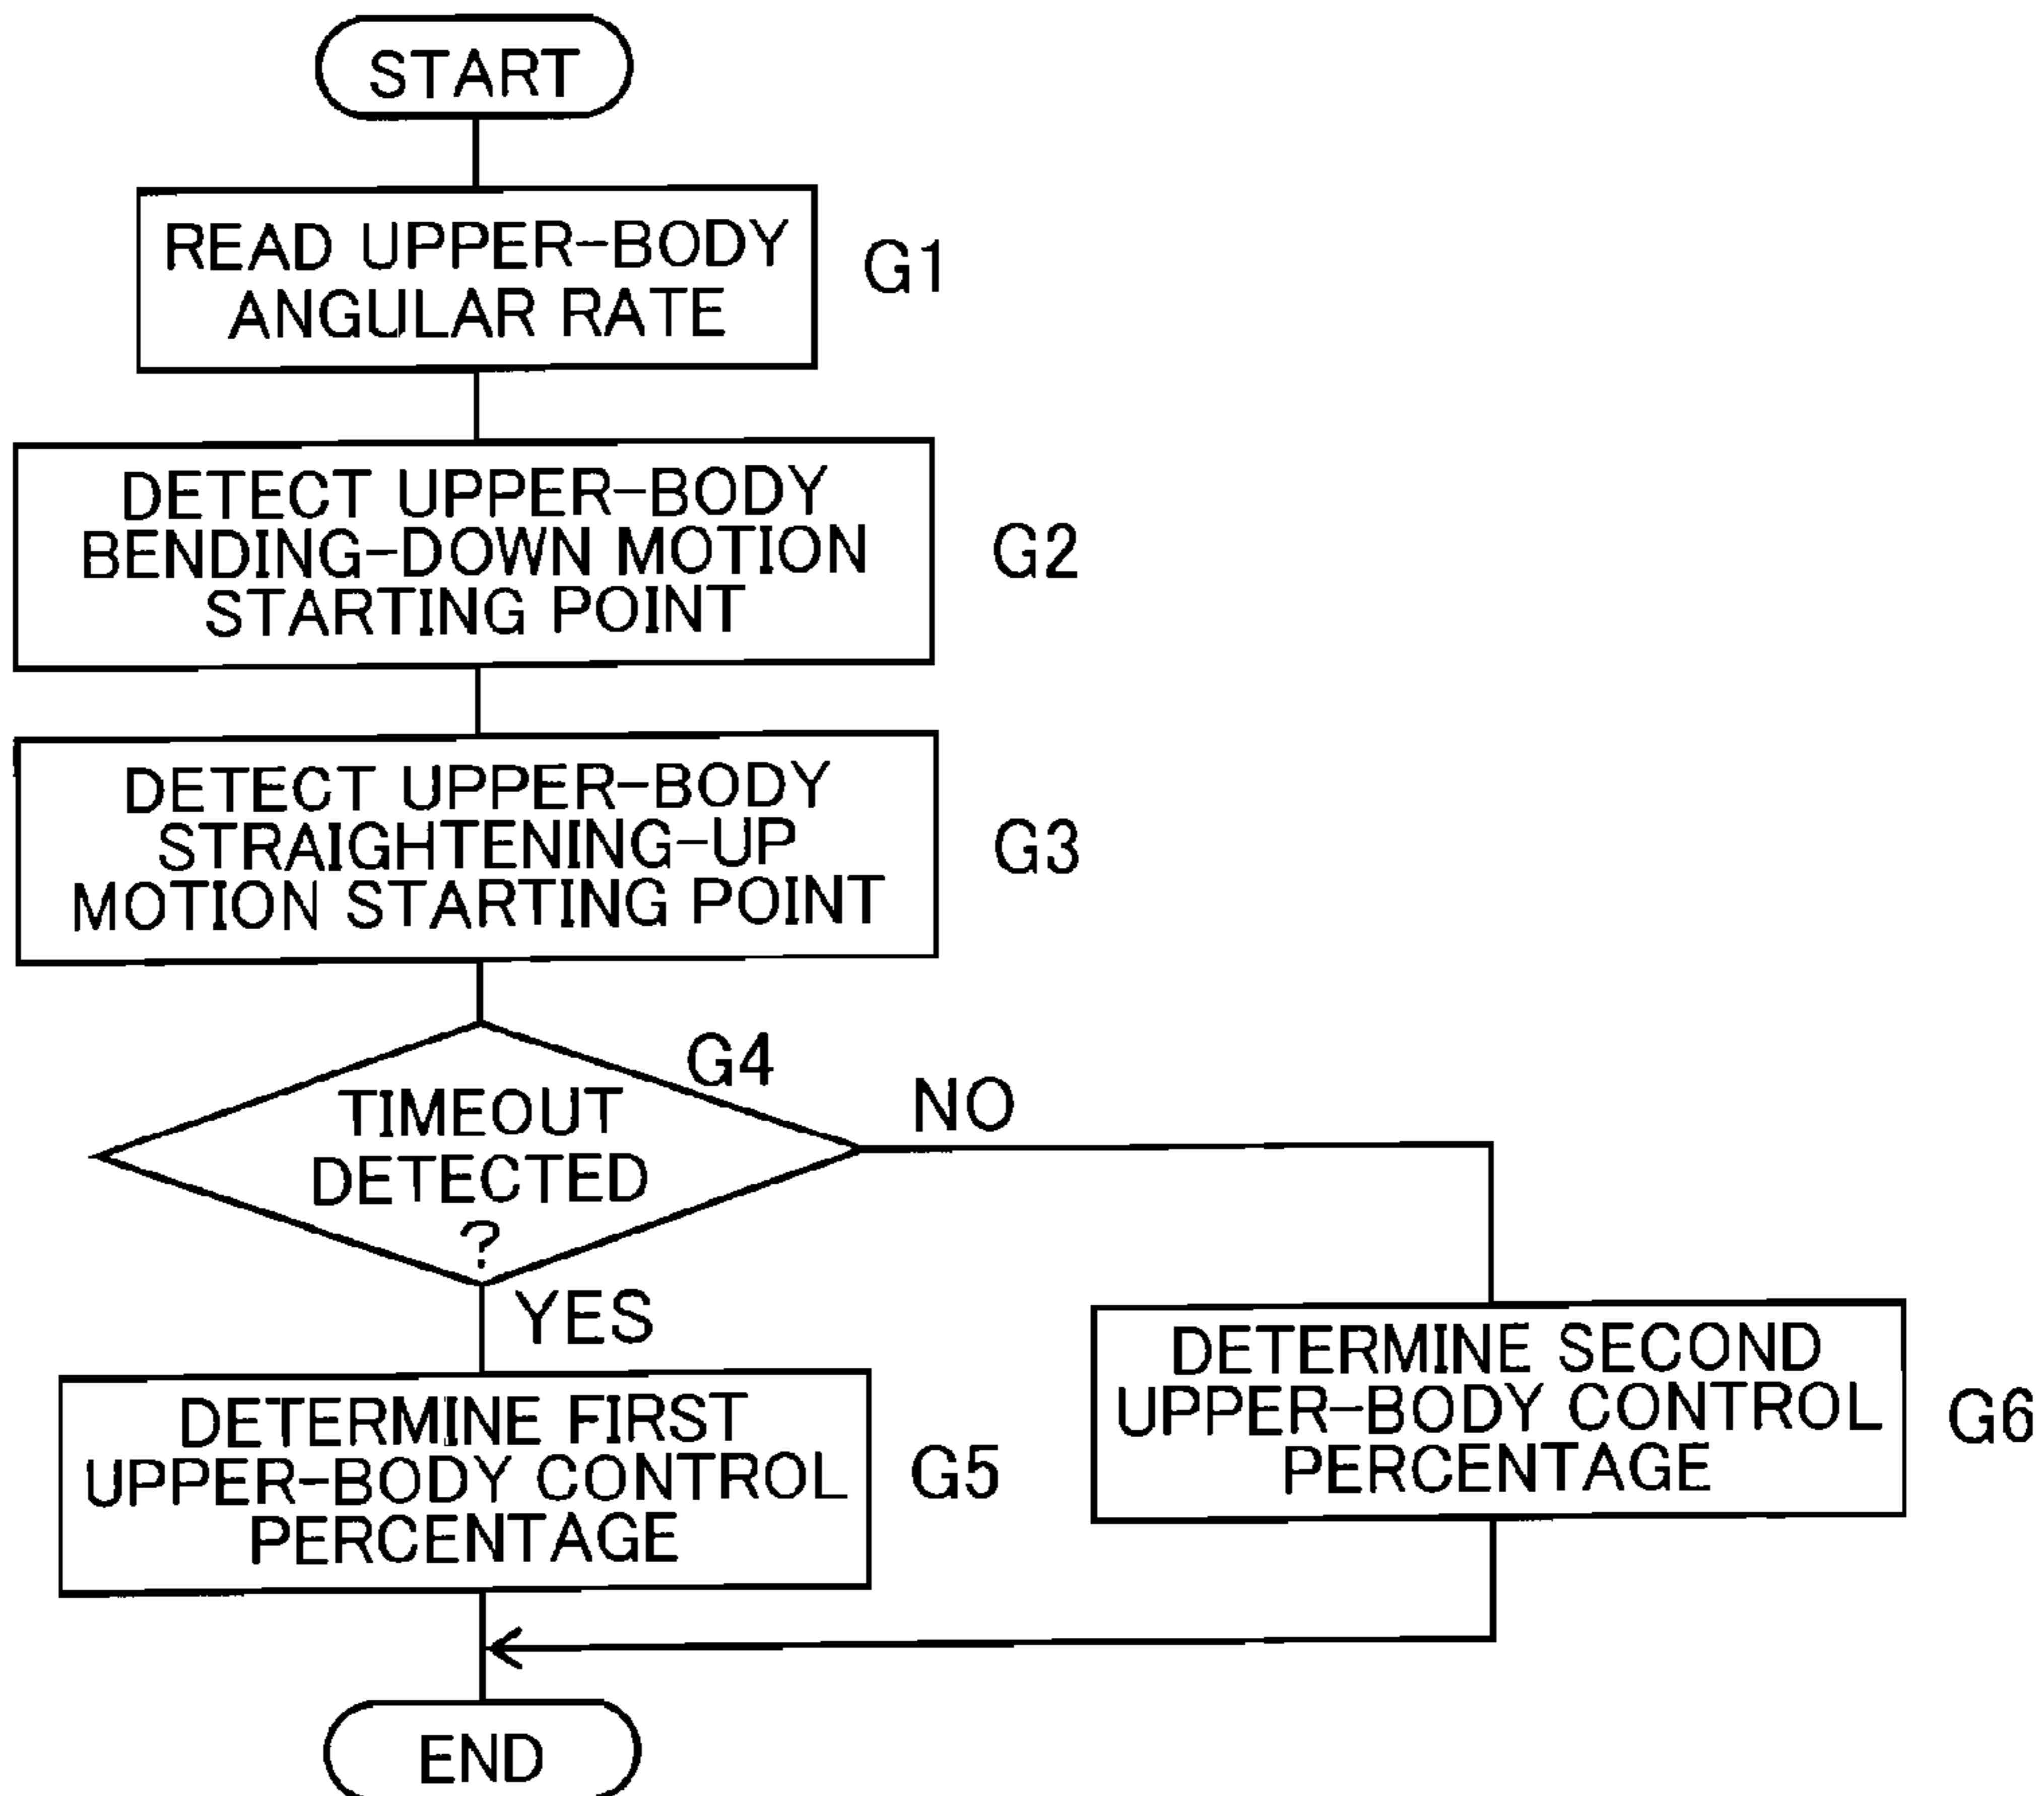 START
READ UPPER-BODY
ANGULAR RATE
G1
DETECT UPPER-BODY
BENDING-DOWN MOTION
STARTING POINT
G2
DETECT UPPER-BODY
STRAIGHTENING-UP
MOTION STARTING POINT
G3
G4
TIMEOUT
DETECTED
?
NO
YES
DETERMINE FIRST
UPPER-BODY CONTROL
PERCENTAGE
G5
DETERMINE SECOND
UPPER-BODY CONTROL
PERCENTAGE
G6
END